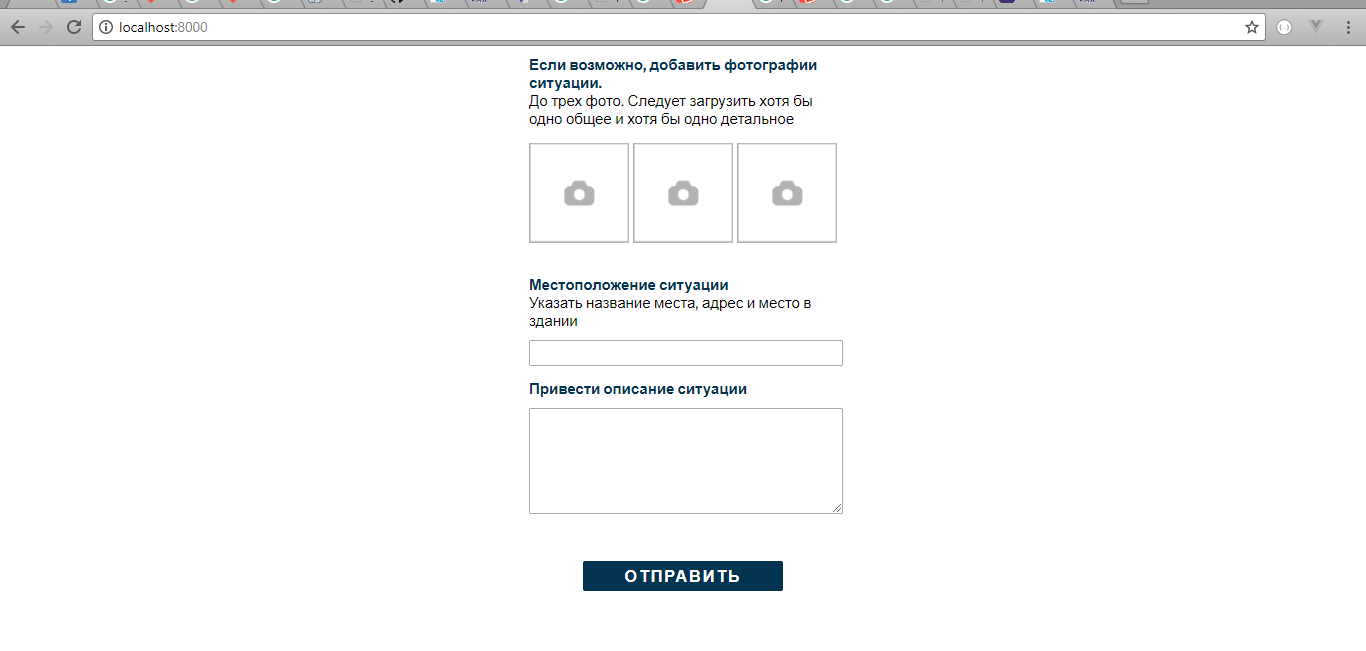 localhost:8000
Если возможно, добавить фотографии
ситуации.
До трех фото. Следует загрузить хотя бы
одно общее и хотя бы одно детальное
Местоположение ситуации
Указать название места, адрес и место в
здании
Привести описание ситуации
ОТПРАВИТЬ